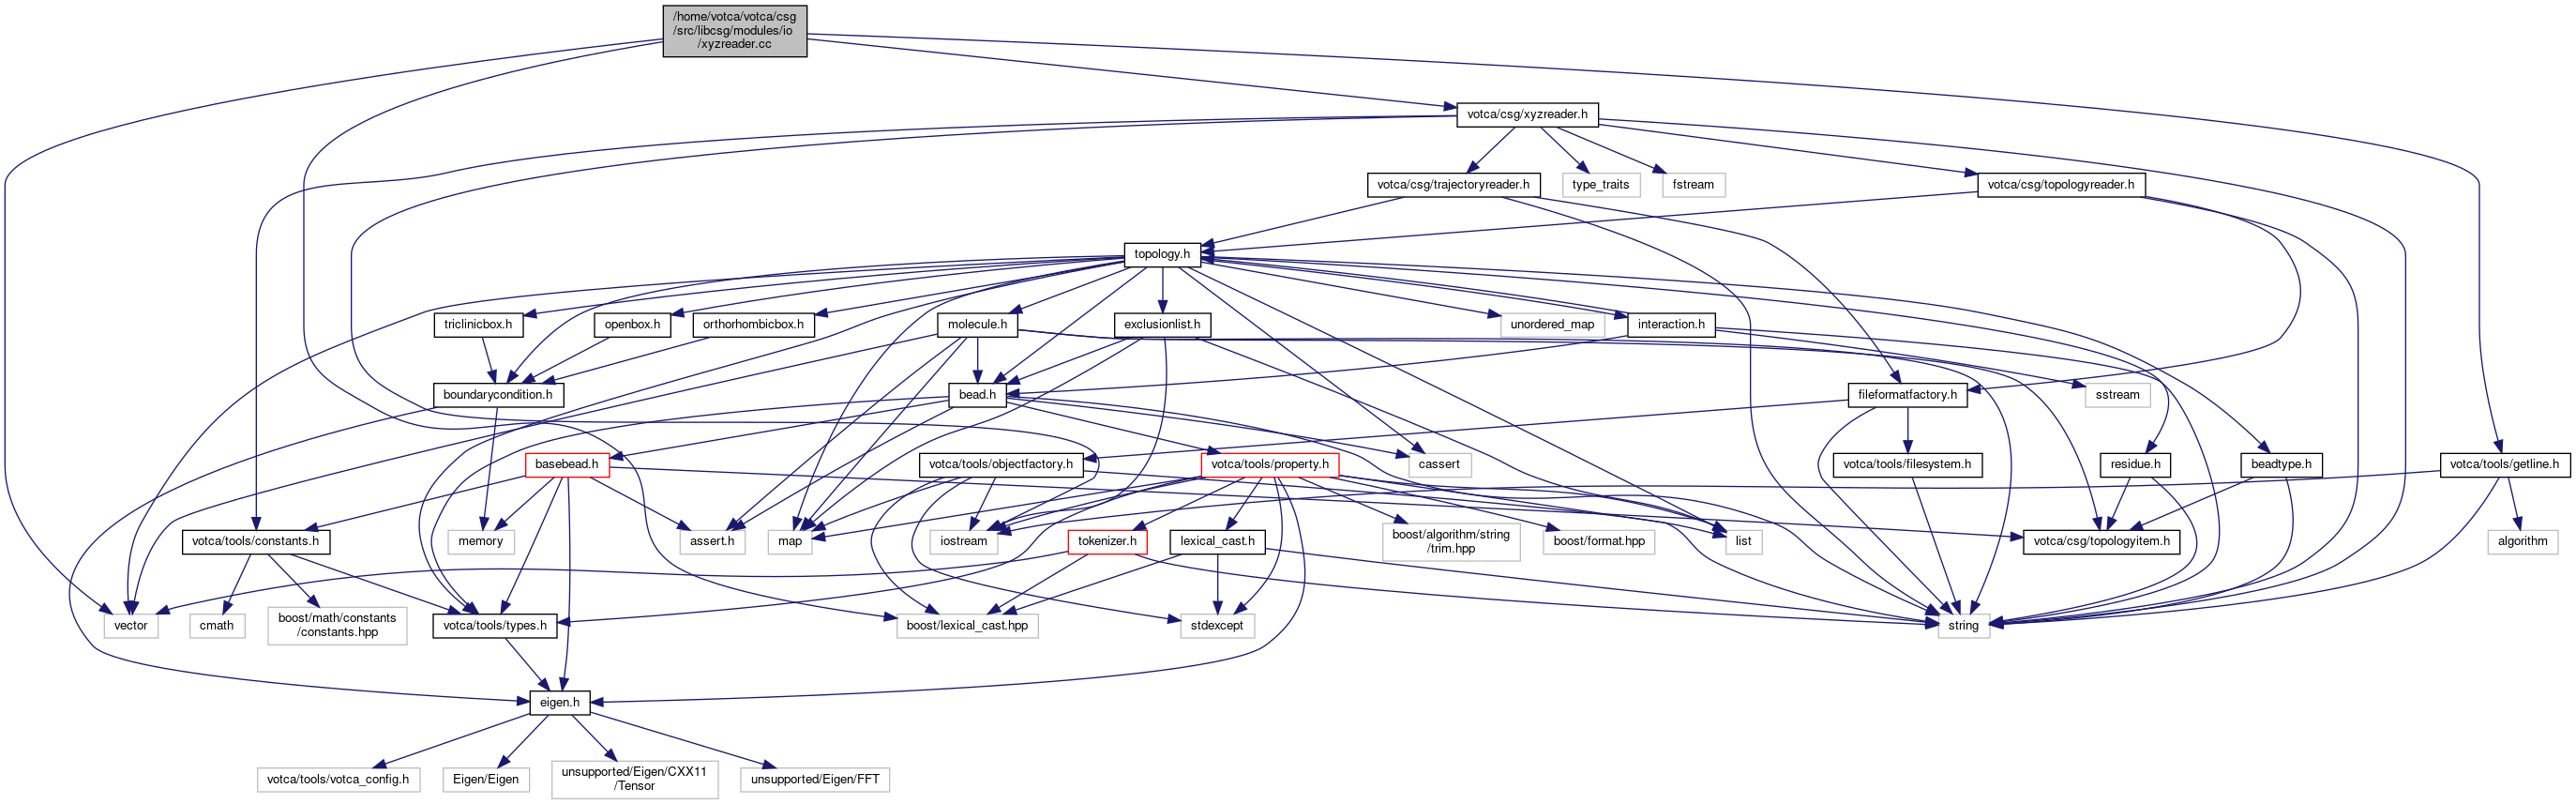 /home/votca/votca/csg
/src/libcsg/modules/io
/xyzreader.cc
votca/csg/xyzreader.h
votca/csg/trajectoryreader.h
type_traits
fstream
votca/csg/topologyreader.h
topology.h
triclinicbox.h
openbox.h
orthorhombicbox.h
molecule.h
exclusionlist.h
unordered_map
interaction.h
boundarycondition.h
bead.h
fileformatfactory.h
sstream
basebead.h
votca/tools/objectfactory.h
votca/tools/property.h
cassert
votca/tools/filesystem.h
residue.h
beadtype.h
votca/tools/getline.h
votca/tools/constants.h
memory
assert.h
map
iostream
tokenizer.h
lexical_cast.h
boost/algorithm/string
/trim.hpp
boost/format.hpp
list
votca/csg/topologyitem.h
algorithm
vector
cmath
boost/math/constants
/constants.hpp
votca/tools/types.h
boost/lexical_cast.hpp
stdexcept
string
eigen.h
votca/tools/votca_config.h
Eigen/Eigen
unsupported/Eigen/CXX11
/Tensor
unsupported/Eigen/FFT